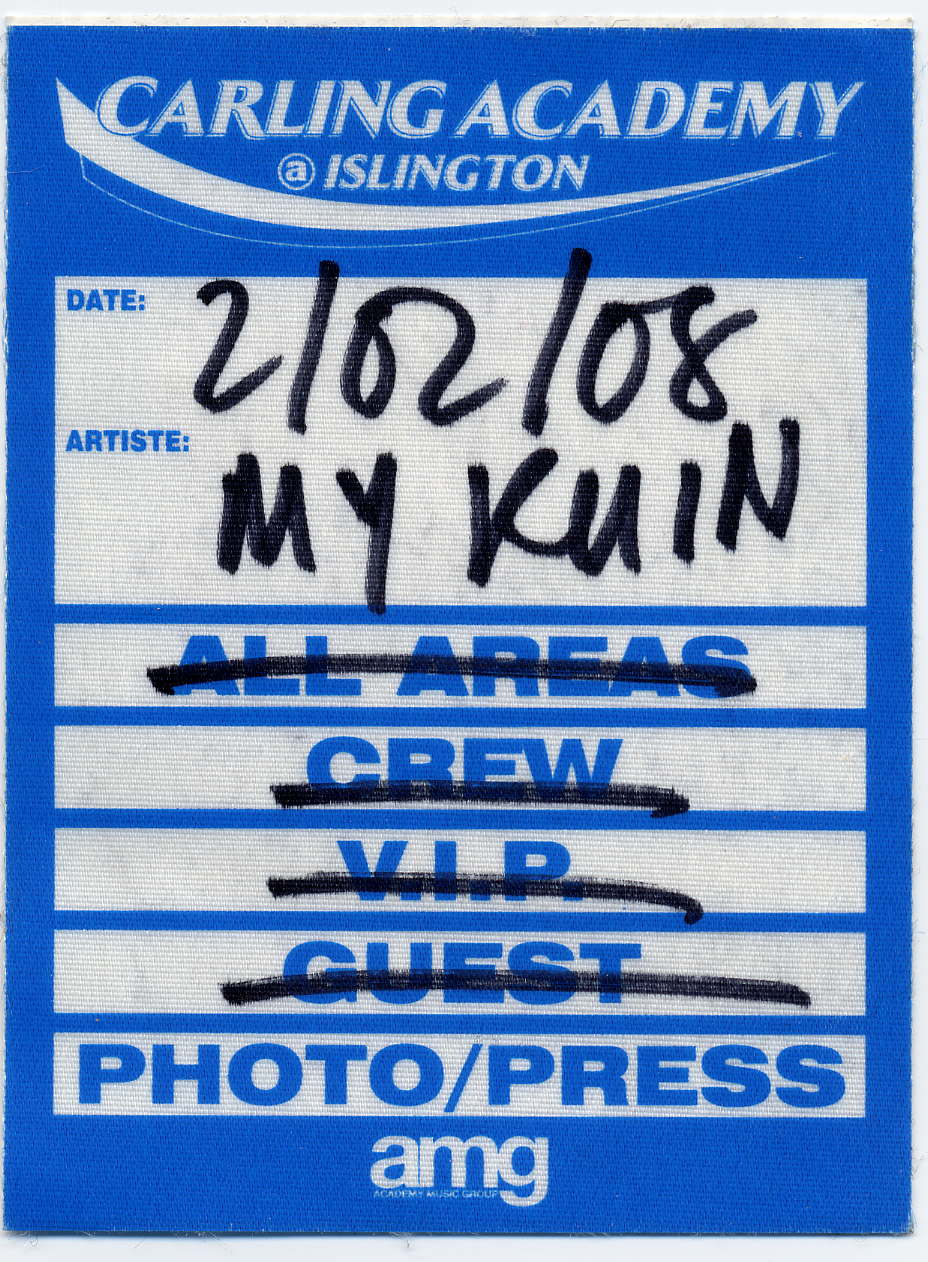 CARLING ACADEMY
@ ISLINGTON
DATE: 2/02/08
ARTISTE: MY RUIN
ALL AREAS
CREW
V.I.P.
GUEST
PHOTO/PRESS
amg
ACADEMY MUSIC GROUP